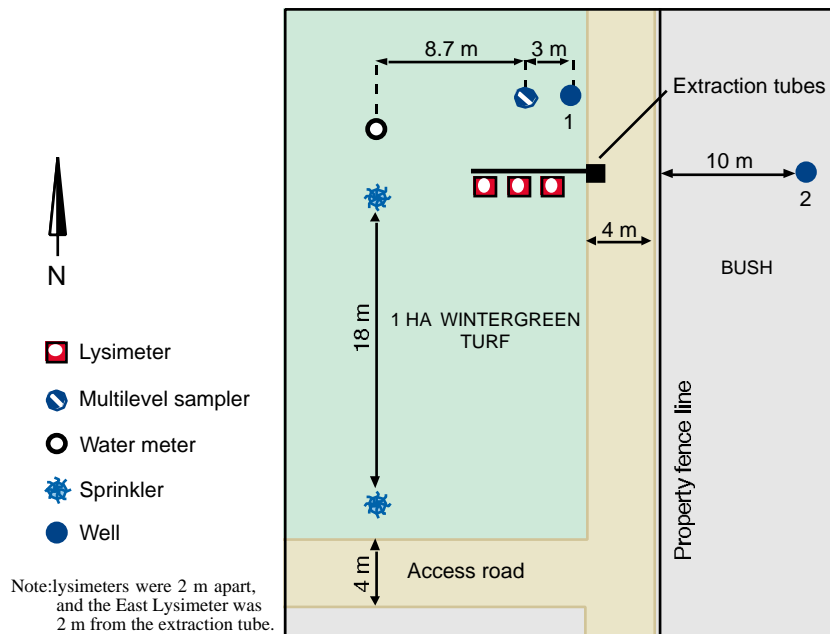 8.7 m
3 m
1
Extraction tubes
10 m
2
4 m
BUSH
N
18 m
1 HA WINTERGREEN
TURF
Lysimeter
Multilevel sampler
Water meter
Sprinkler
Well
Property fence line
4 m
Access road
Note:lysimeters were 2 m apart,
and the East Lysimeter was
2 m from the extraction tube.